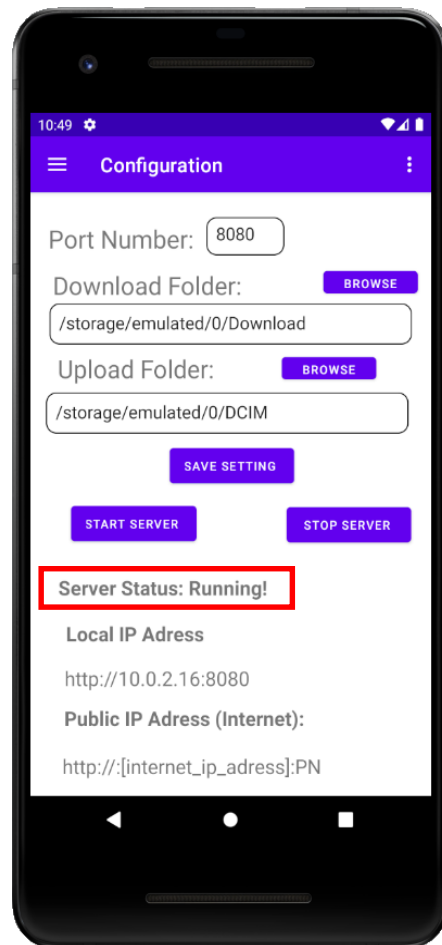 10:49
Configuration
Port Number: 8080
Download Folder: BROWSE
/storage/emulated/0/Download
Upload Folder: BROWSE
/storage/emulated/0/DCIM
SAVE SETTING
START SERVER STOP SERVER
Server Status: Running!
Local IP Adress
http://10.0.2.16:8080
Public IP Adress (Internet):
http://:[internet_ip_adress]:PN